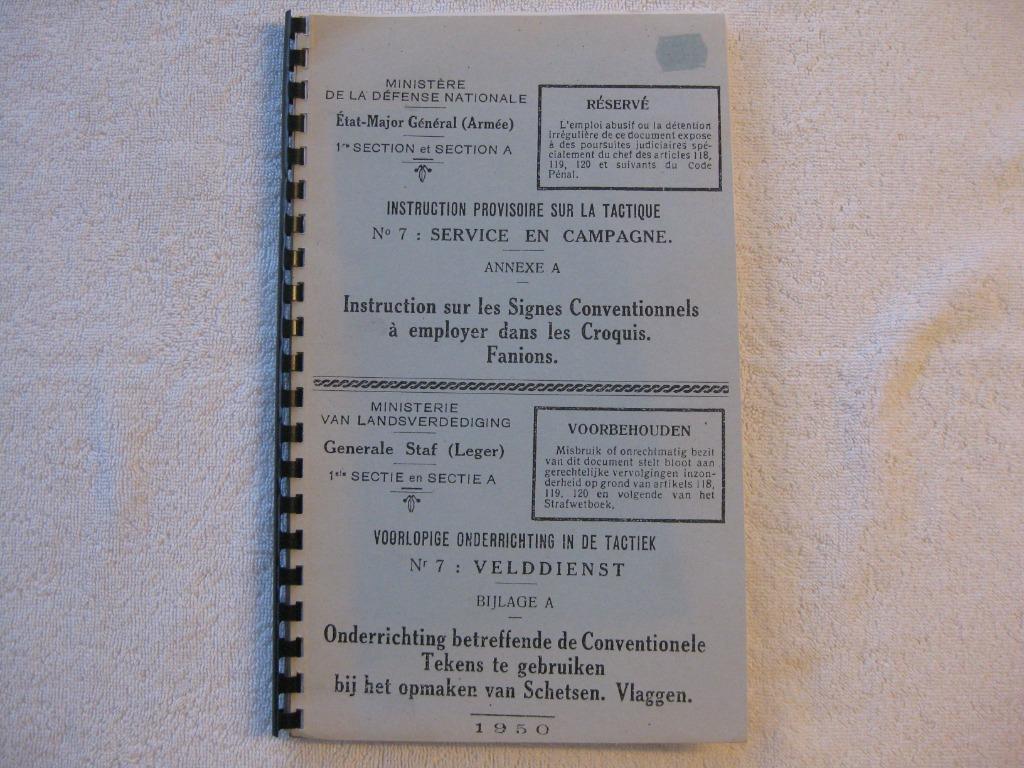 MINISTÈRE
DE LA DÉFENSE NATIONALE
État-Major Général (Armée)
1re SECTION et SECTION A
RÉSERVÉ
L'emploi abusif ou la détention
irrégulière de ce document expose
à des poursuites judiciaires spé-
cialement du chef des articles 118,
119, 120 et suivants du Code
Pénal.
INSTRUCTION PROVISOIRE SUR LA TACTIQUE
No 7 : SERVICE EN CAMPAGNE.
ANNEXE A
Instruction sur les Signes Conventionnels
à employer dans les Croquis.
Fanions.
MINISTERIE
VAN LANDSVERDEDIGING
Generale Staf (Leger)
1ste SECTIE en SECTIE A
VOORBEHOUDEN
Misbruik of onrechtmatig bezit
van dit document stelt bloot aan
gerechtelijke vervolgingen inzon-
derheid op grond van artikels 118,
119, 120 en volgende van het
Strafwetboek.
VOORLOPIGE ONDERRICHTING IN DE TACTIEK
Nr 7 : VELDDIENST
BIJLAGE A
Onderrichting betreffende de Conventionele
Tekens te gebruiken
bij het opmaken van Schetsen. Vlaggen.
1950